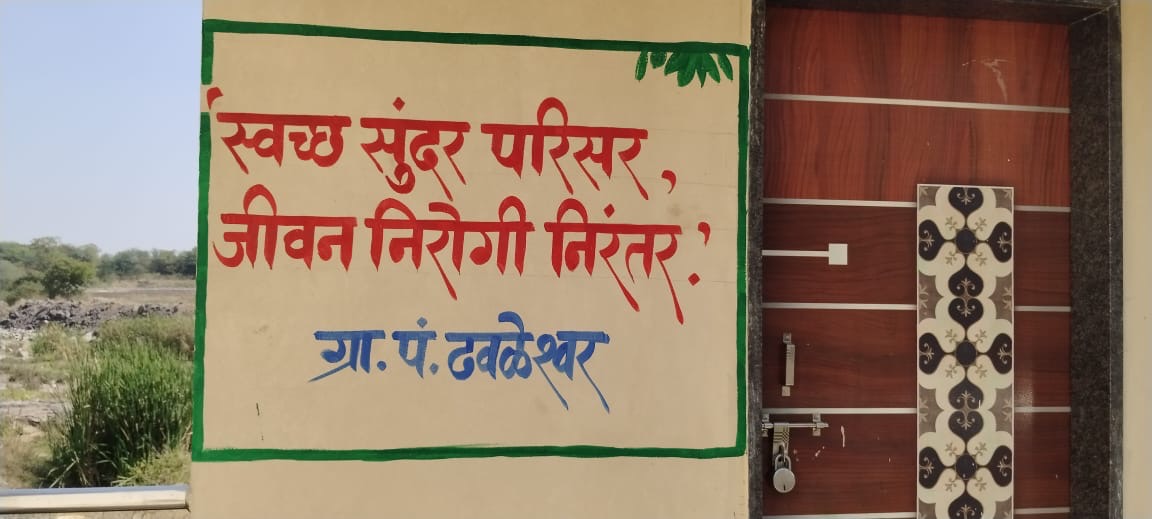 'स्वच्छ सुंदर परिसर,
जीवन निरोगी निरंतर.'
ग्रा. पं. ढवळेश्वर